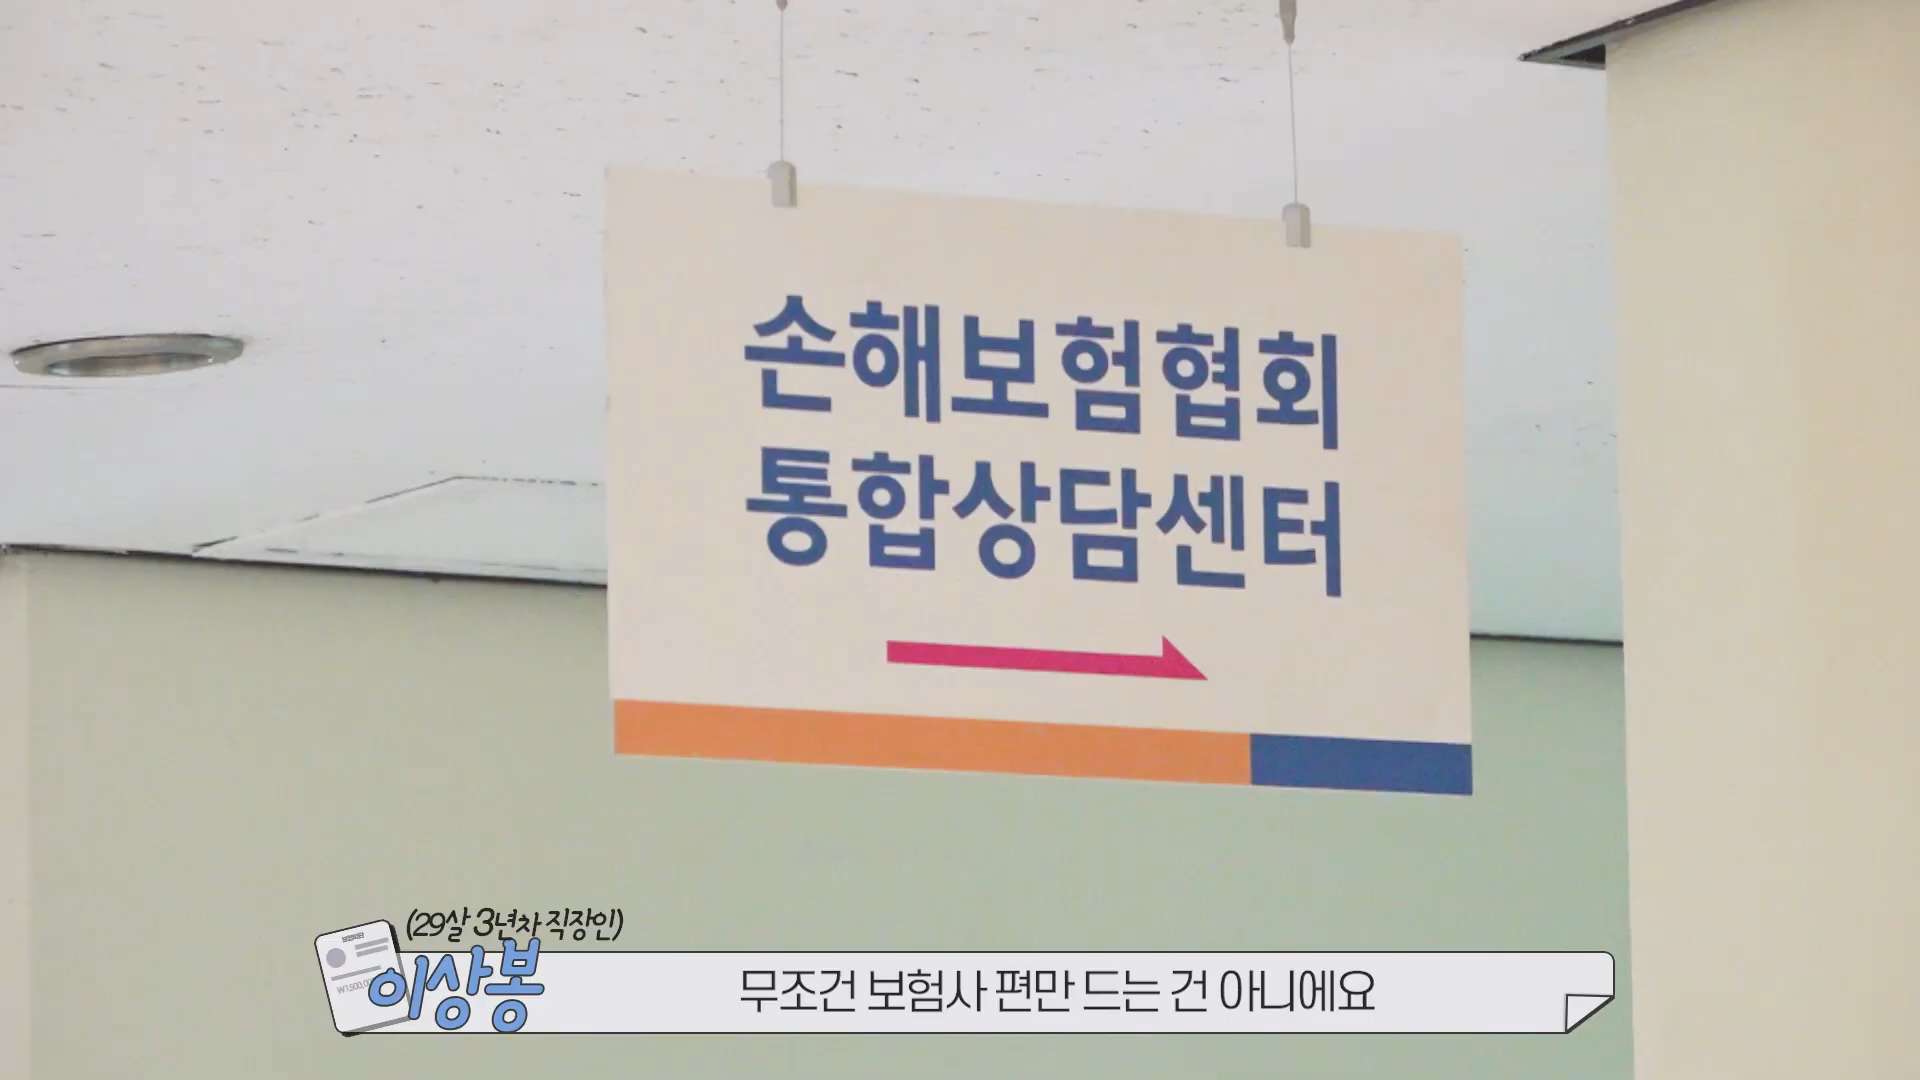 손해보험협회
통합상담센터
(29살 3년차 직장인)
이상봉
무조건 보험사 편만 드는 건 아니에요